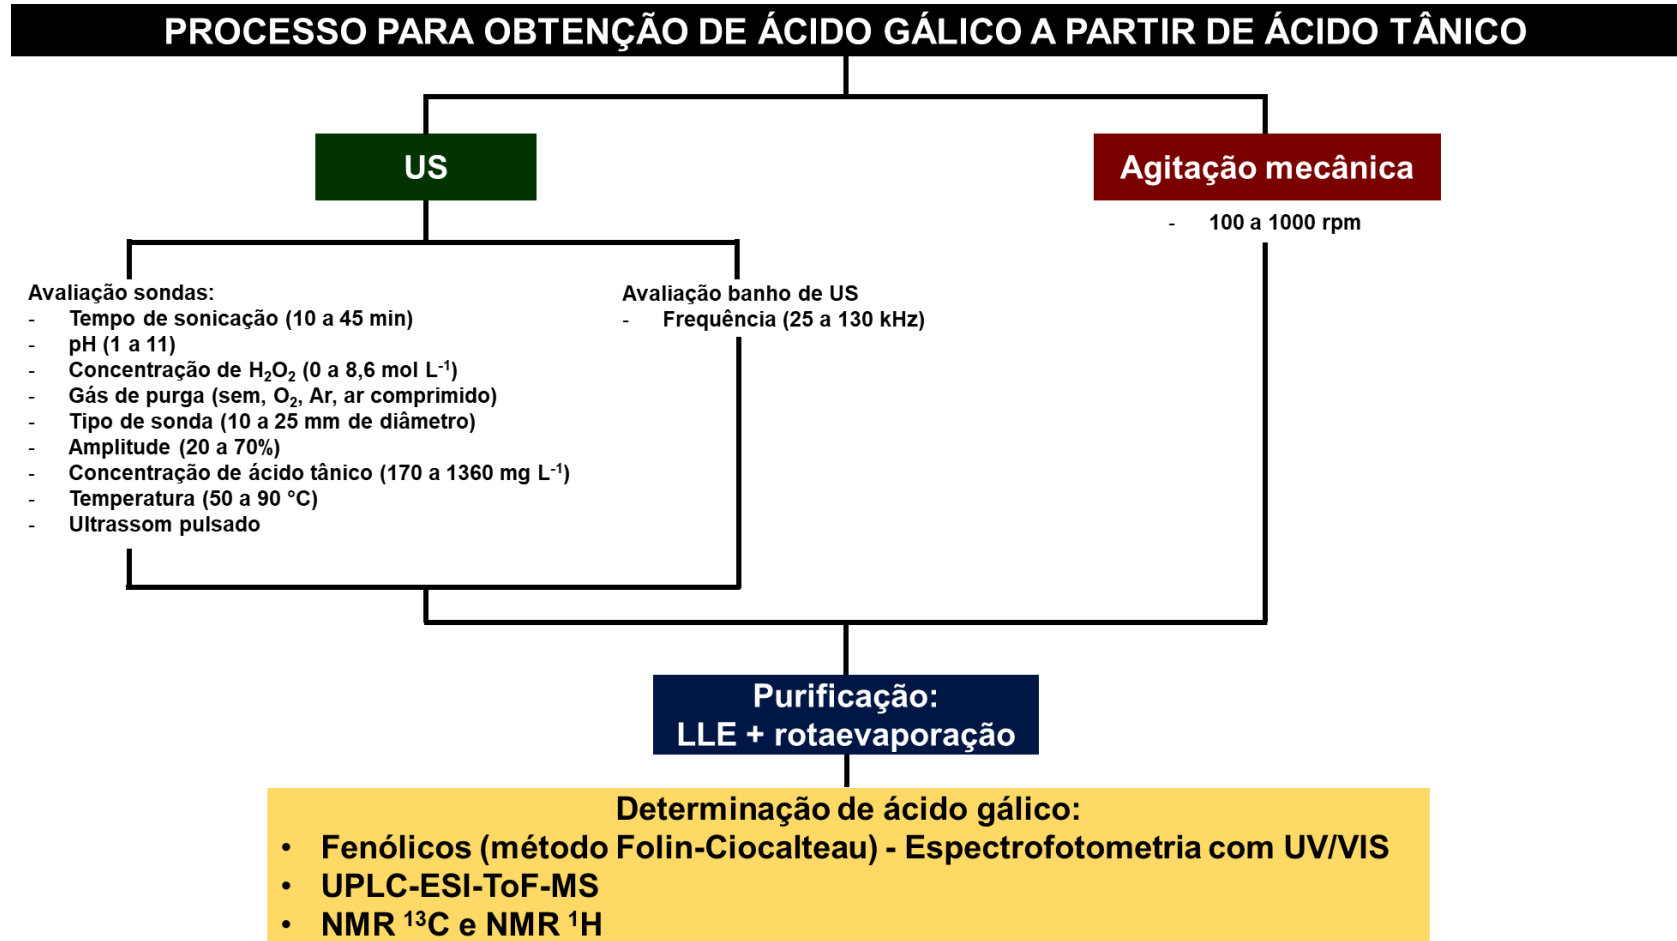 PROCESSO PARA OBTENÇÃO DE ÁCIDO GÁLICO A PARTIR DE ÁCIDO TÂNICO
US
Agitação mecânica
- 100 a 1000 rpm
Avaliação sondas:
- Tempo de sonicação (10 a 45 min)
- pH (1 a 11)
- Concentração de H₂O₂ (0 a 8,6 mol L⁻¹)
- Gás de purga (sem, O₂, Ar, ar comprimido)
- Tipo de sonda (10 a 25 mm de diâmetro)
- Amplitude (20 a 70%)
- Concentração de ácido tânico (170 a 1360 mg L⁻¹)
- Temperatura (50 a 90 °C)
- Ultrassom pulsado
Avaliação banho de US
- Frequência (25 a 130 kHz)
Purificação:
LLE + rotaevaporação
Determinação de ácido gálico:
• Fenólicos (método Folin-Ciocalteau) - Espectrofotometria com UV/VIS
• UPLC-ESI-ToF-MS
• NMR ¹³C e NMR ¹H